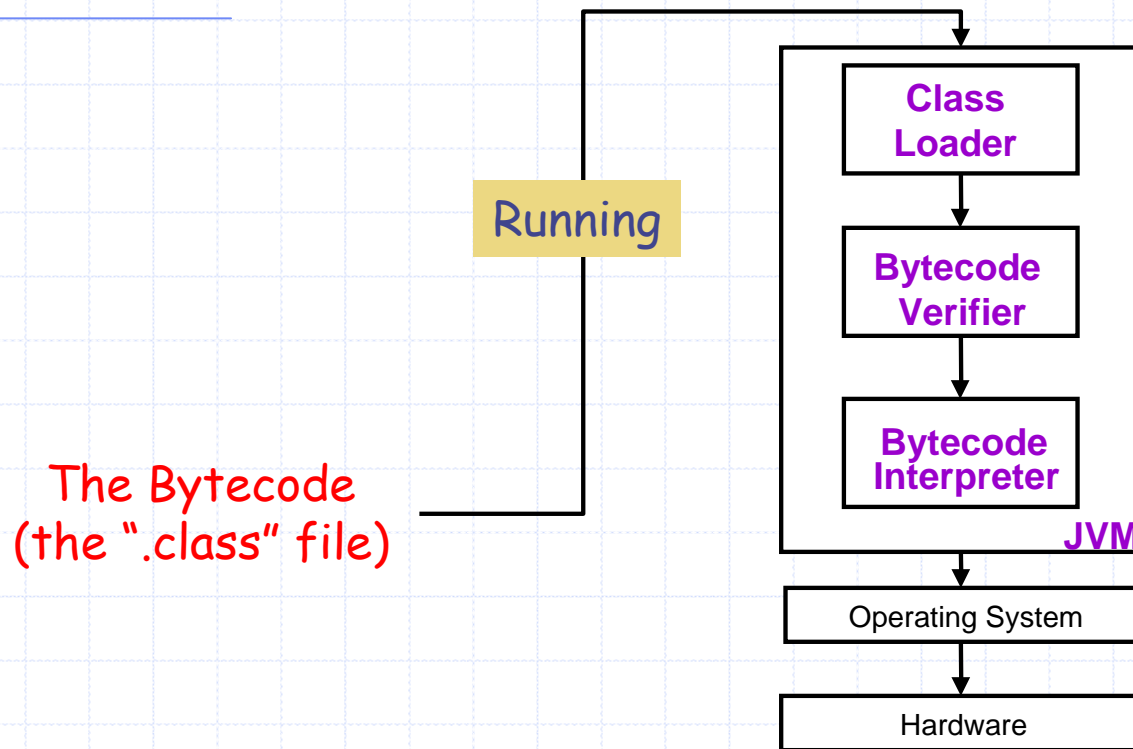 Class
Loader
Running
Bytecode
Verifier
Bytecode
Interpreter
The Bytecode
(the “.class” file)
JVM
Operating System
Hardware